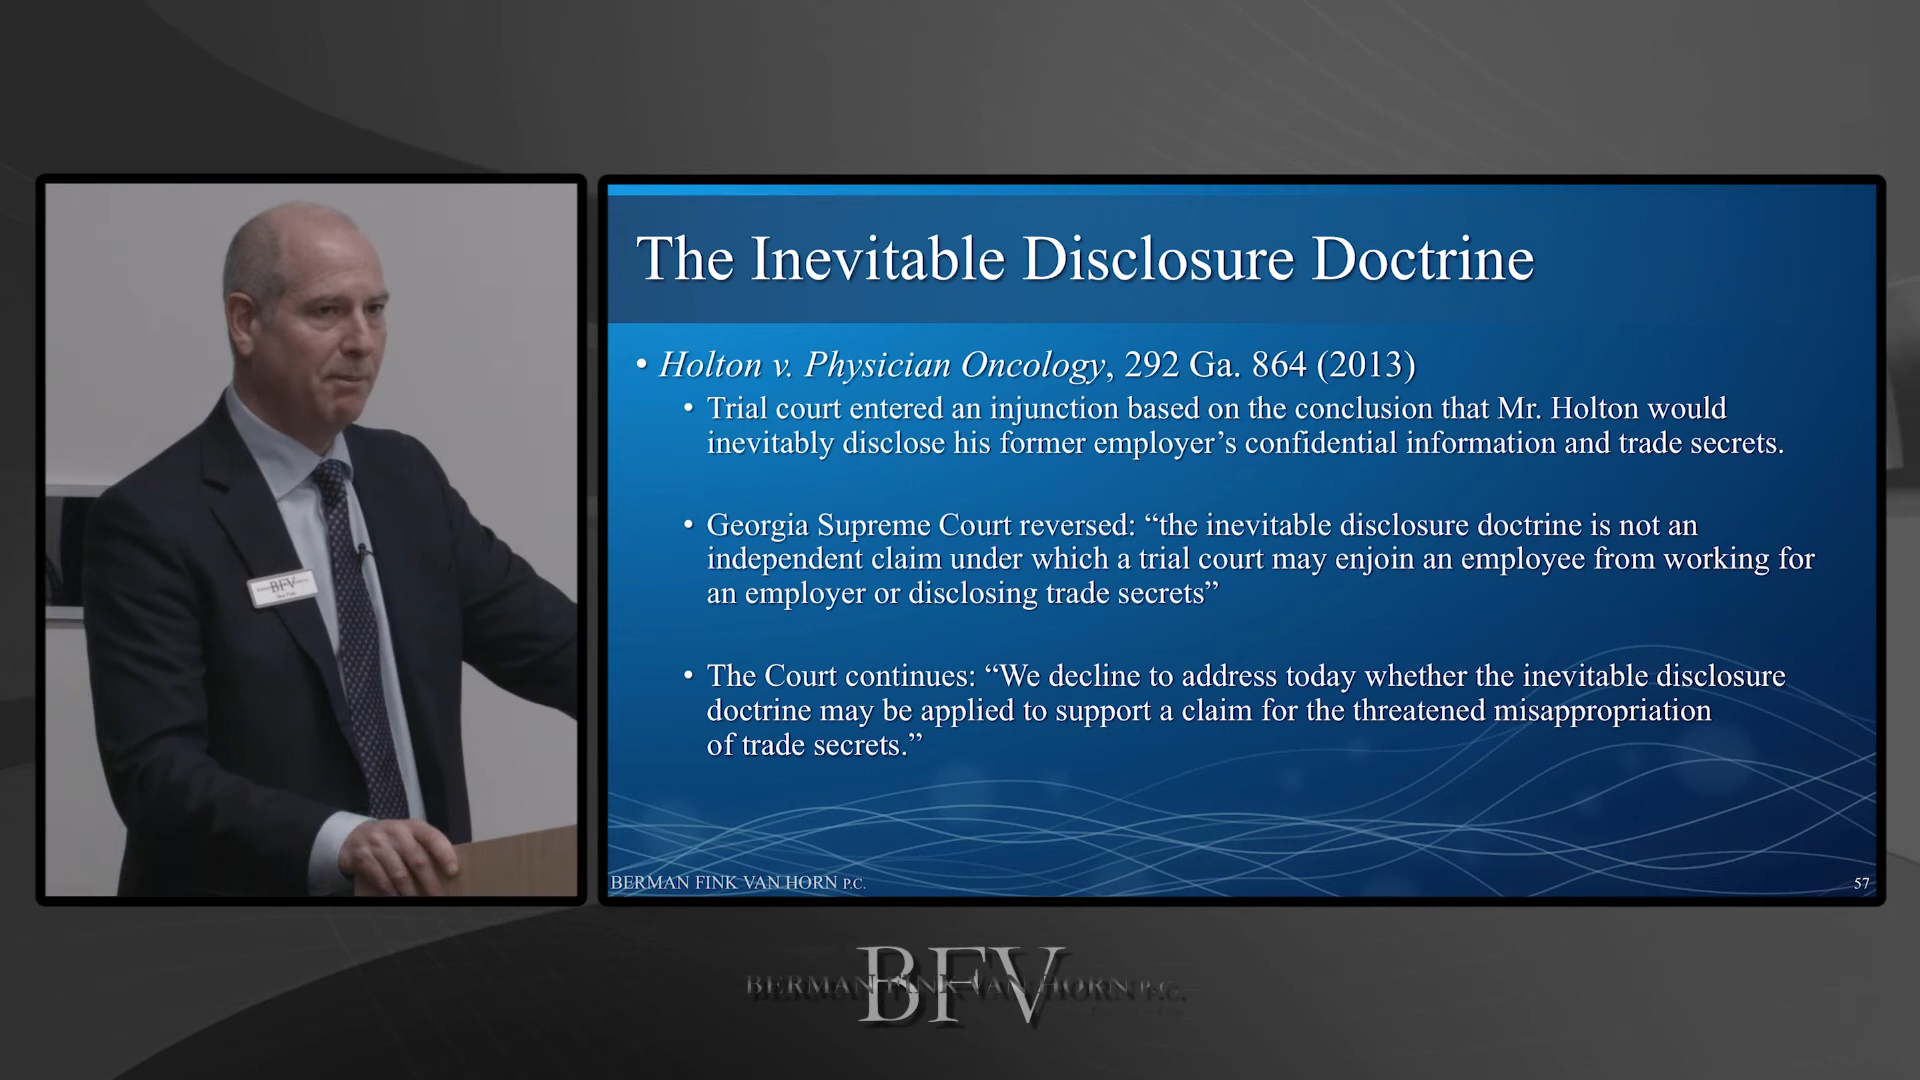 The Inevitable Disclosure Doctrine
• Holton v. Physician Oncology, 292 Ga. 864 (2013)
• Trial court entered an injunction based on the conclusion that Mr. Holton would
inevitably disclose his former employer’s confidential information and trade secrets.
• Georgia Supreme Court reversed: “the inevitable disclosure doctrine is not an
independent claim under which a trial court may enjoin an employee from working for
an employer or disclosing trade secrets”
• The Court continues: “We decline to address today whether the inevitable disclosure
doctrine may be applied to support a claim for the threatened misappropriation
of trade secrets.”
BERMAN FINK VAN HORN P.C.
57
BFV
BFV
BERMAN FINK VAN HORN P.C.